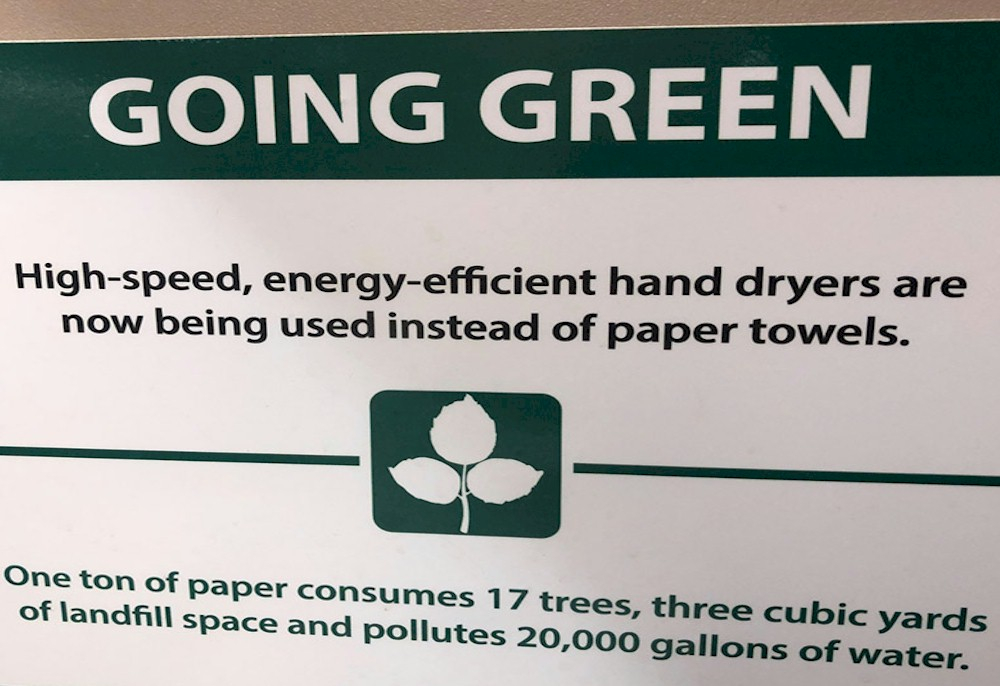 GOING GREEN
High-speed, energy-efficient hand dryers are
now being used instead of paper towels.
One ton of paper consumes 17 trees, three cubic yards
of landfill space and pollutes 20,000 gallons of water.